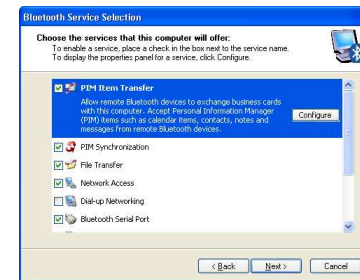 Bluetooth Service Selection
Choose the services that this computer will offer:
To enable a service, place a check in the box next to the service name.
To display the properties panel for a service, click Configure.
PIM Item Transfer
Allow remote Bluetooth devices to exchange business cards
with this computer. Accept Personal Information Manager
(PIM) items such as calendar items, contacts, notes and
messages from remote Bluetooth devices.
Configure
PIM Synchronization
File Transfer
Network Access
Dial-up Networking
Bluetooth Serial Port
< Back
Next >
Cancel